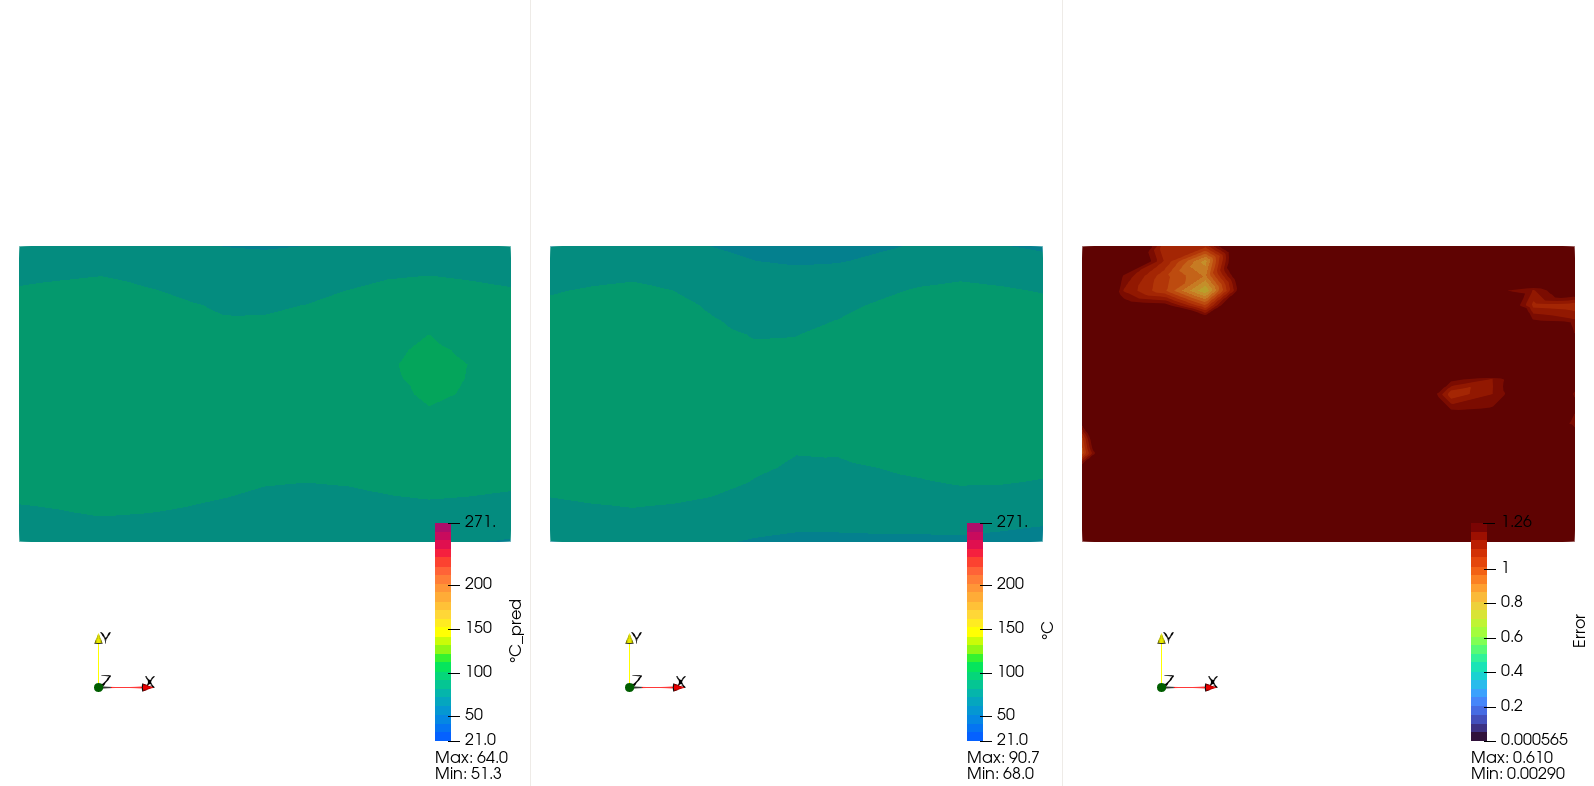 271.
200
150
100
50
21.0
°C_pred
Max: 64.0
Min: 51.3
Y
Z
X
271.
200
150
100
50
21.0
°C
Max: 90.7
Min: 68.0
Y
Z
X
1.26
1
0.8
0.6
0.4
0.2
0.000565
Error
Max: 0.610
Min: 0.00290
Y
Z
X